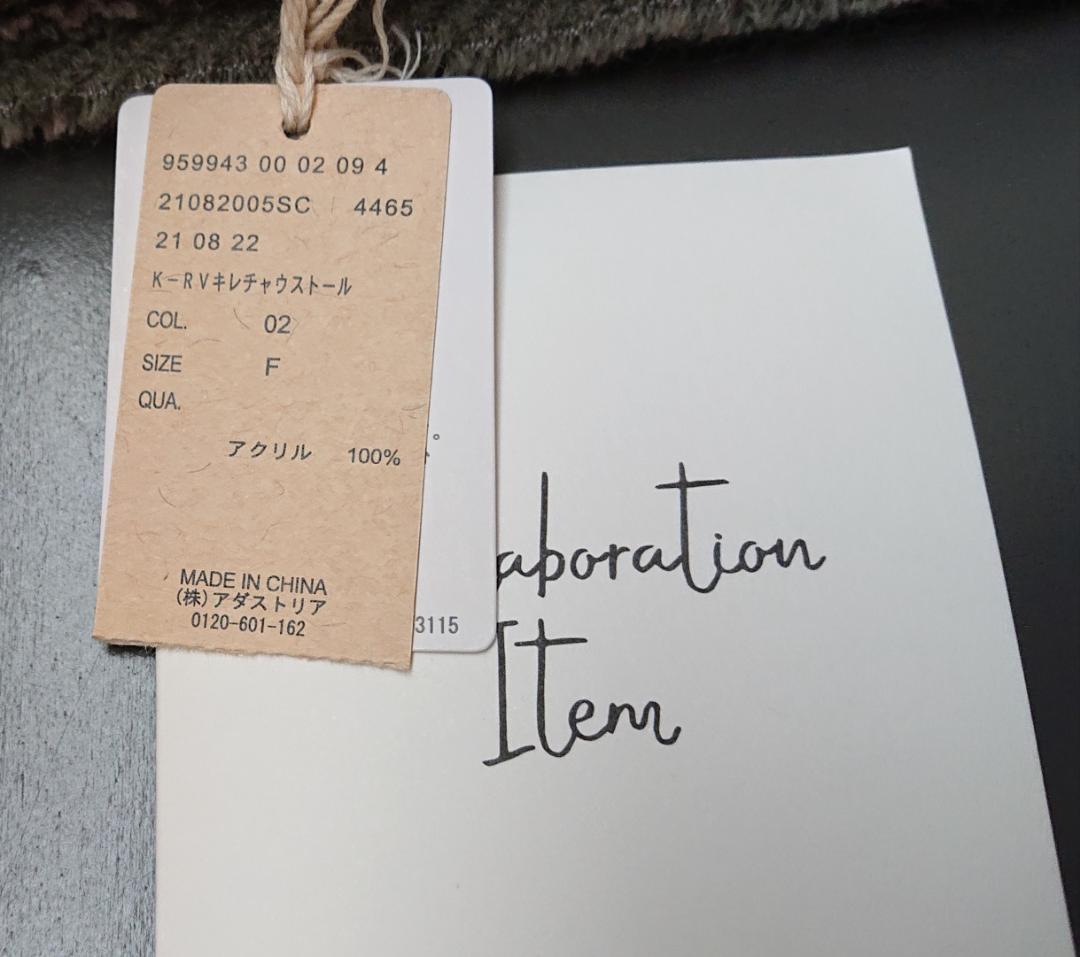 959943 00 02 09 4
21082005SC 4465
21 08 22
K-RVキレチャウストール
COL. 02
SIZE F
QUA.
アクリル 100%
MADE IN CHINA
(株)アダストリア
0120-601-162
3115
aboration
Item